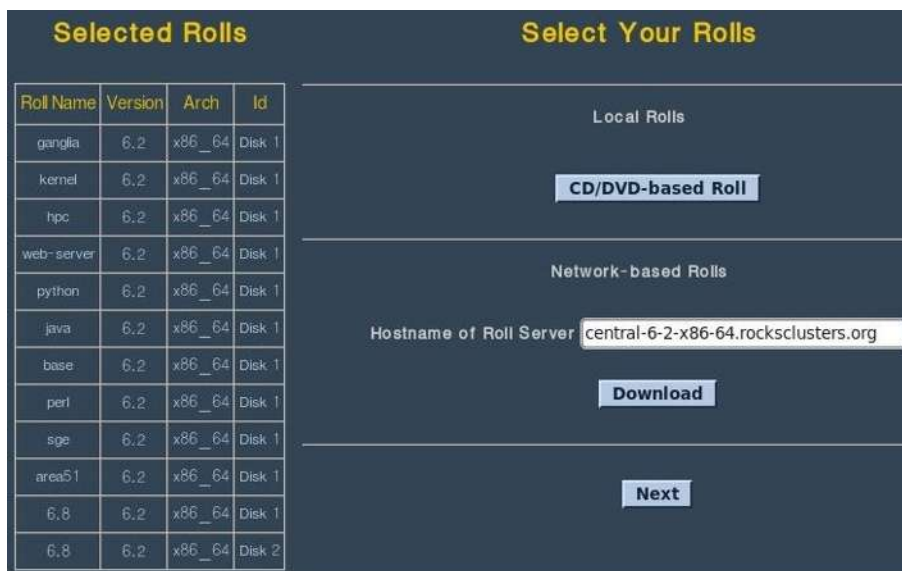 Selected Rolls
Roll Name Version Arch Id
ganglia 6.2 x86_64 Disk 1
kernel 6.2 x86_64 Disk 1
hpc 6.2 x86_64 Disk 1
web-server 6.2 x86_64 Disk 1
python 6.2 x86_64 Disk 1
java 6.2 x86_64 Disk 1
base 6.2 x86_64 Disk 1
perl 6.2 x86_64 Disk 1
sge 6.2 x86_64 Disk 1
area51 6.2 x86_64 Disk 1
6.8 6.2 x86_64 Disk 1
6.8 6.2 x86_64 Disk 2
Select Your Rolls
Local Rolls
CD/DVD-based Roll
Network-based Rolls
Hostname of Roll Server central-6-2-x86-64.rocksclusters.org
Download
Next